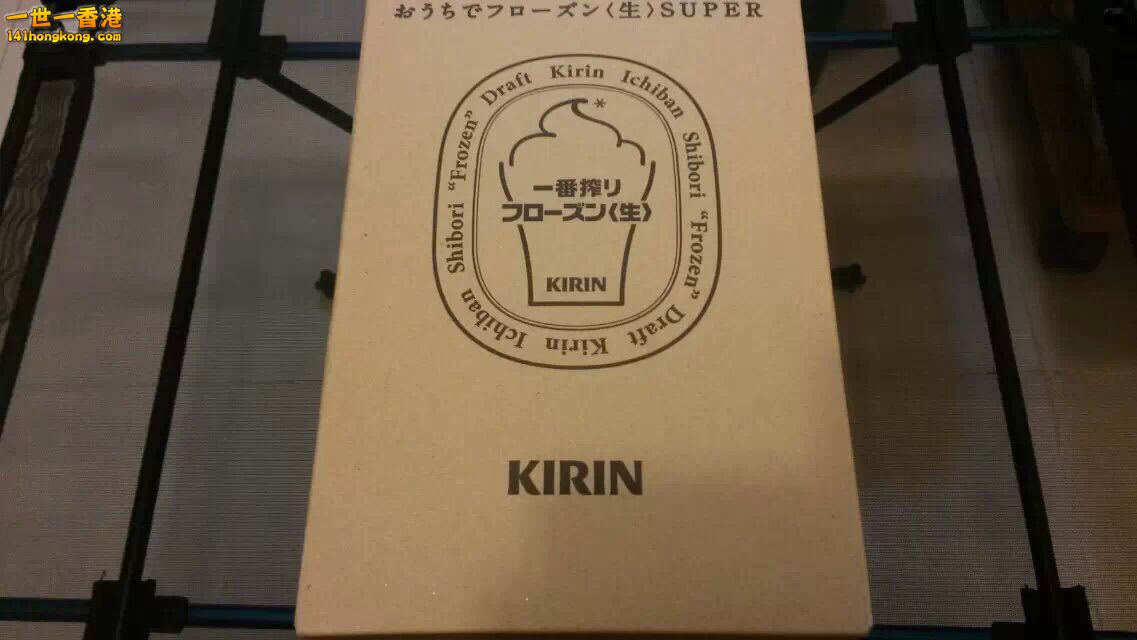 一世一香港
141hongkong.com
おうちでフローズン〈生〉SUPER
Draft Kirin Ichiban Shibori “Frozen” Draft Kirin Ichiban Shibori “Frozen”
*
一番搾り
フローズン〈生〉
KIRIN
KIRIN